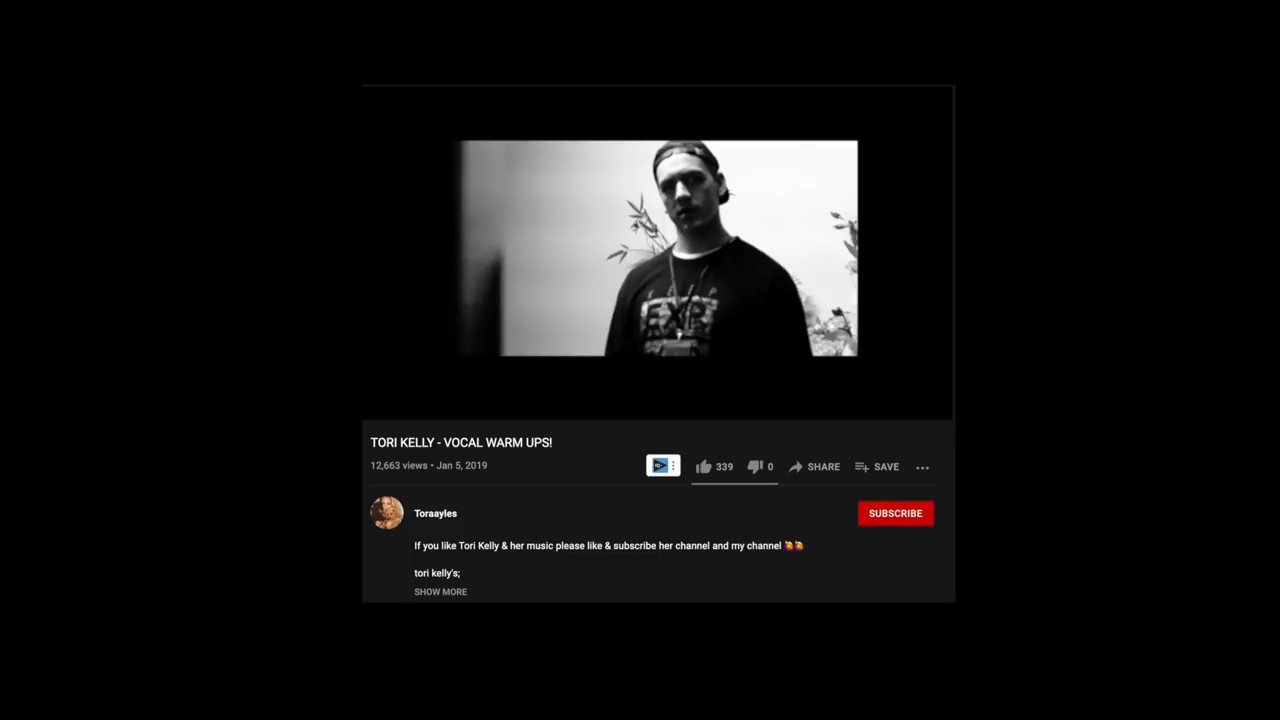 EXP
TORI KELLY - VOCAL WARM UPS!
12,663 views • Jan 5, 2019
339
0
SHARE
SAVE
Toraayles
SUBSCRIBE
If you like Tori Kelly & her music please like & subscribe her channel and my channel 🙋🙋
tori kelly's;
SHOW MORE